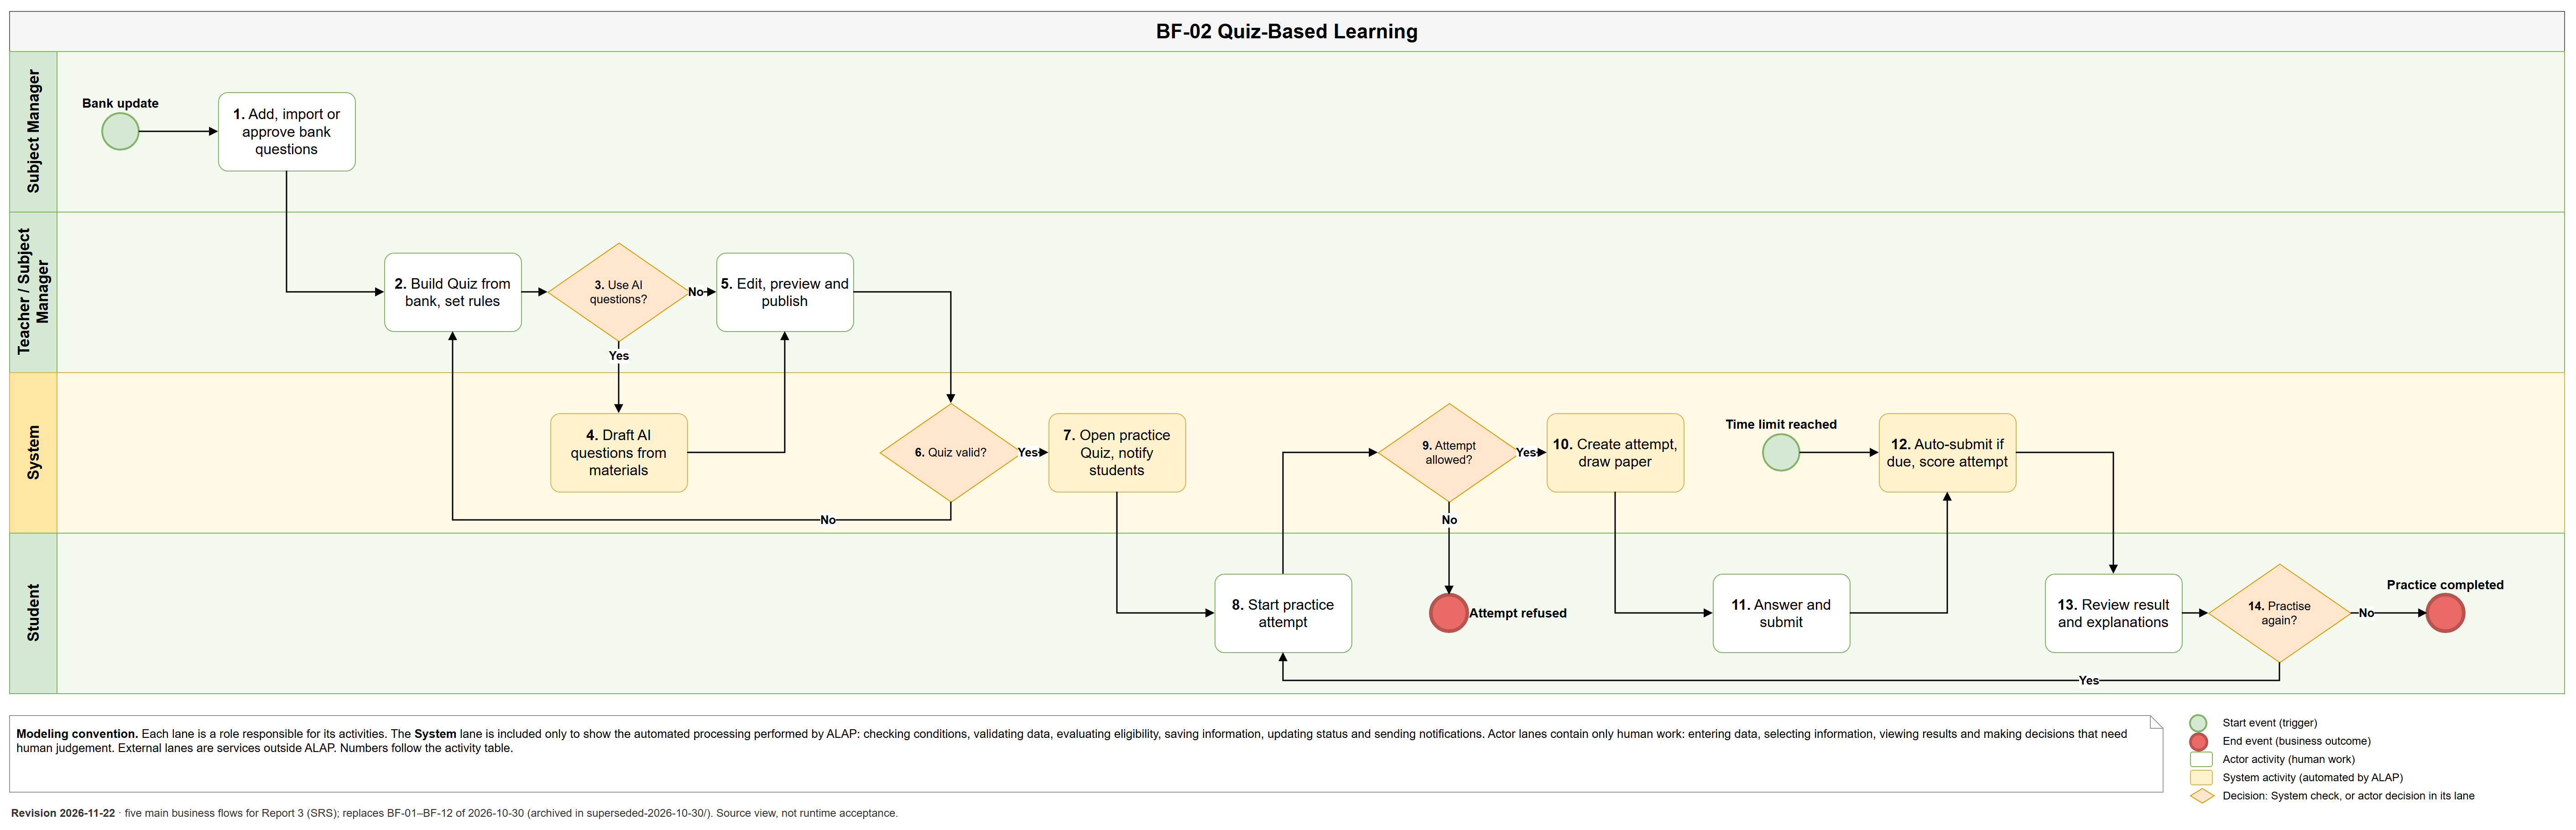 BF-02 Quiz-Based Learning
Subject Manager
Bank update
1. Add, import or
approve bank
questions
Teacher / Subject
Manager
2. Build Quiz from
bank, set rules
3. Use AI
questions?
No
Yes
5. Edit, preview and
publish
System
4. Draft AI
questions from
materials
6. Quiz valid?
Yes
No
7. Open practice
Quiz, notify
students
9. Attempt
allowed?
Yes
No
10. Create attempt,
draw paper
Time limit reached
12. Auto-submit if
due, score attempt
Student
8. Start practice
attempt
Attempt refused
11. Answer and
submit
13. Review result
and explanations
14. Practise
again?
No
Yes
Practice completed
Modeling convention. Each lane is a role responsible for its activities. The System lane is included only to show the automated processing performed by ALAP: checking conditions, validating data, evaluating eligibility, saving information, updating status and sending notifications. Actor lanes contain only human work: entering data, selecting information, viewing results and making decisions that need
human judgement. External lanes are services outside ALAP. Numbers follow the activity table.
Start event (trigger)
End event (business outcome)
Actor activity (human work)
System activity (automated by ALAP)
Decision: System check, or actor decision in its lane
Revision 2026-11-22 · five main business flows for Report 3 (SRS); replaces BF-01–BF-12 of 2026-10-30 (archived in superseded-2026-10-30/). Source view, not runtime acceptance.